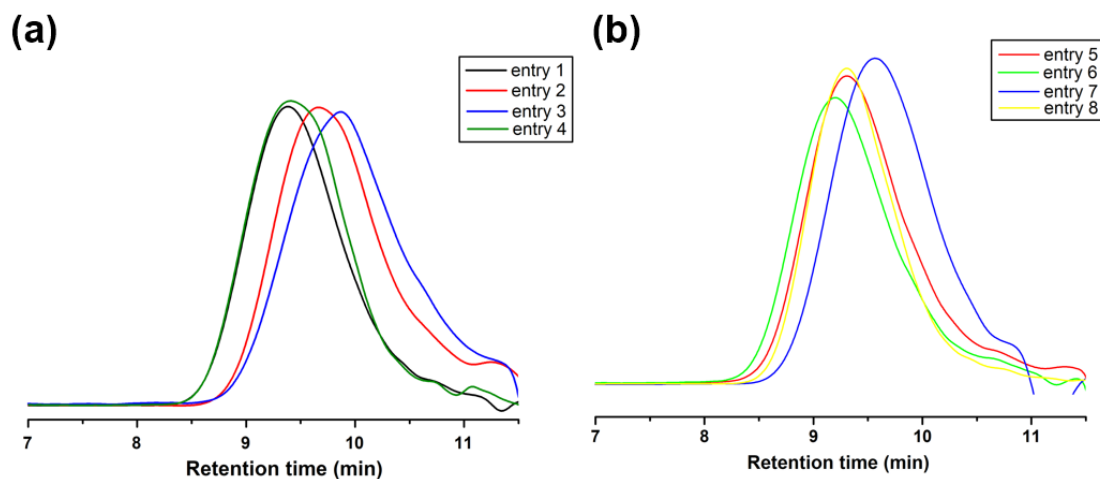 (a)
entry 1
entry 2
entry 3
entry 4
7 8 9 10 11
Retention time (min)
(b)
entry 5
entry 6
entry 7
entry 8
7 8 9 10 11
Retention time (min)